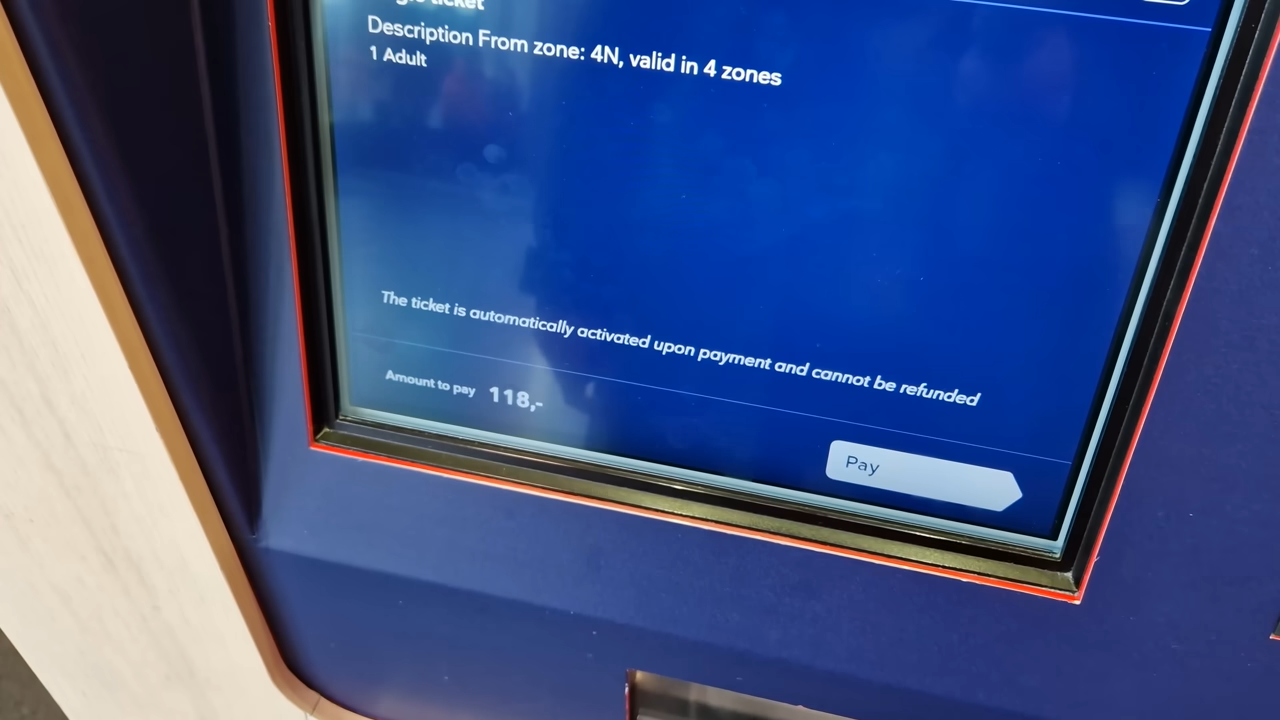 ticket
Description From zone: 4N, valid in 4 zones
1 Adult
The ticket is automatically activated upon payment and cannot be refunded
Amount to pay 118,-
Pay